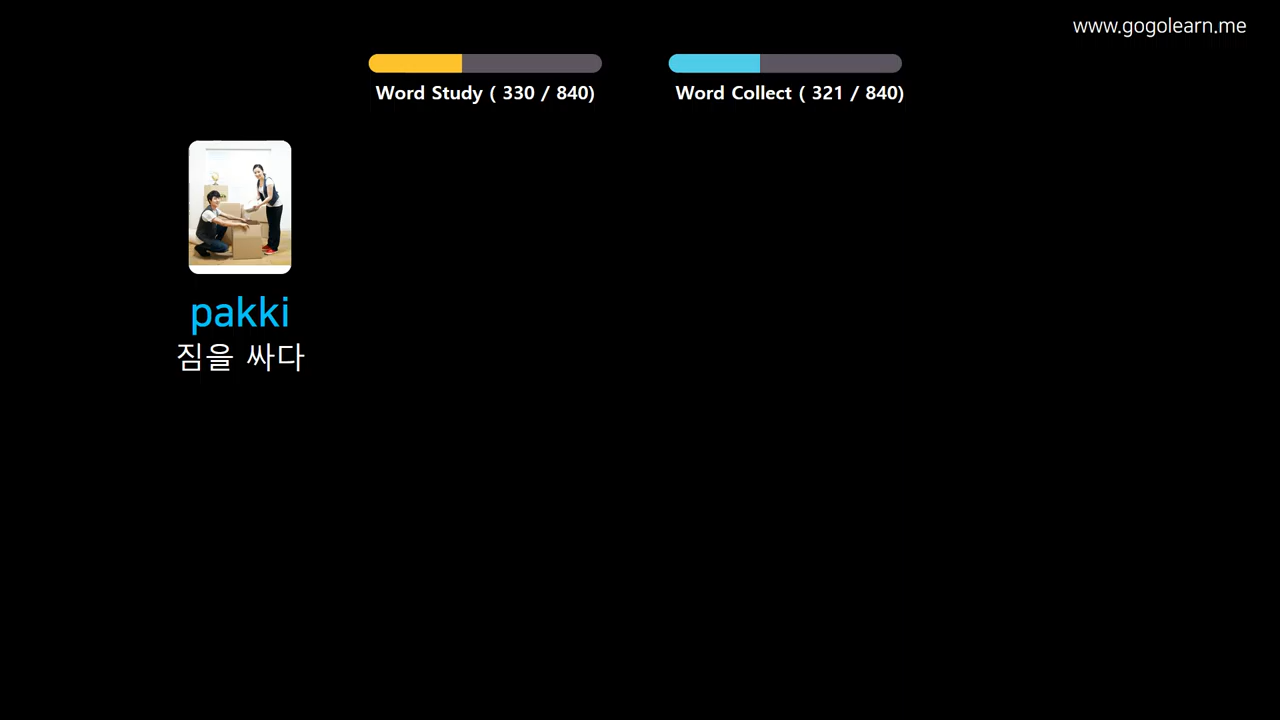 www.gogolearn.me
Word Study ( 330 / 840)
Word Collect ( 321 / 840)
pakki
짐을 싸다